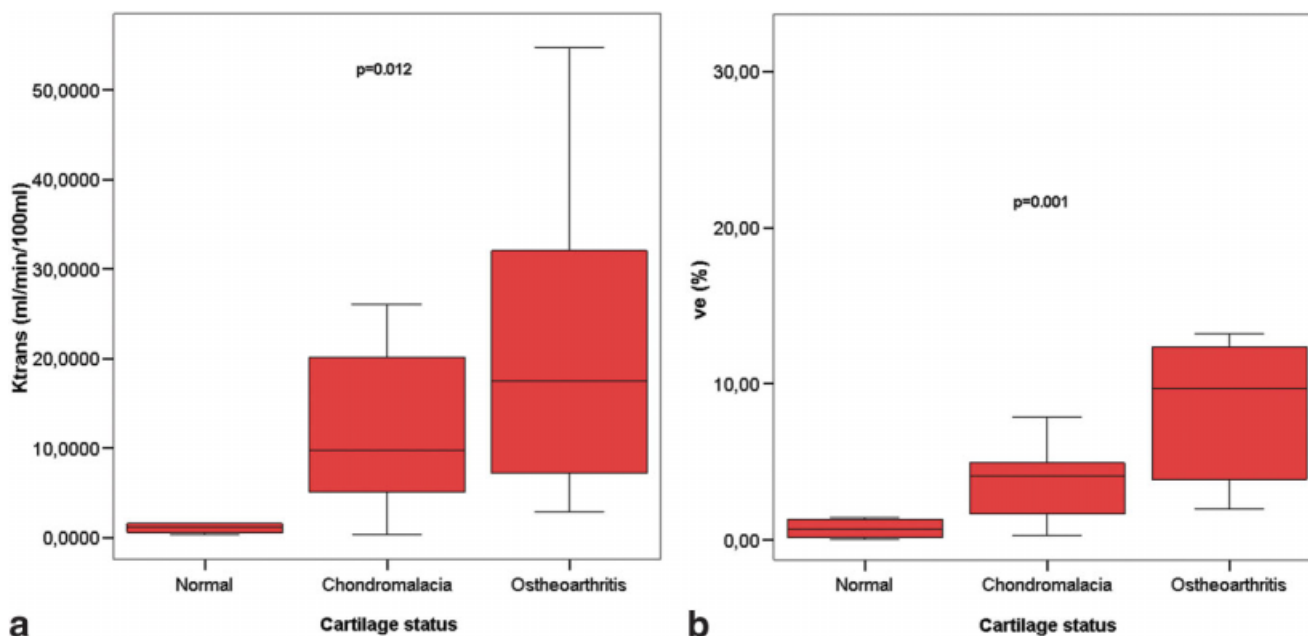 p=0.012
50,0000
40,0000
30,0000
20,0000
10,0000
0,0000
Ktrans (ml/min/100ml)
Normal
Chondromalacia
Ostheoarthritis
Cartilage status
a
p=0.001
30,00
20,00
10,00
0,00
ve (%)
Normal
Chondromalacia
Ostheoarthritis
Cartilage status
b